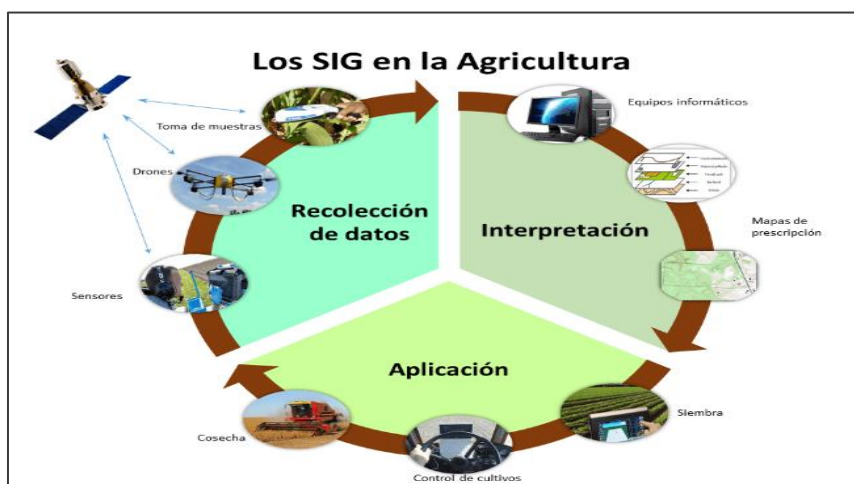 Los SIG en la Agricultura
Toma de muestras
Drones
Sensores
Recolección
de datos
Equipos informáticos
Interpretación
Mapas de
prescripción
Aplicación
Siembra
Control de cultivos
Cosecha